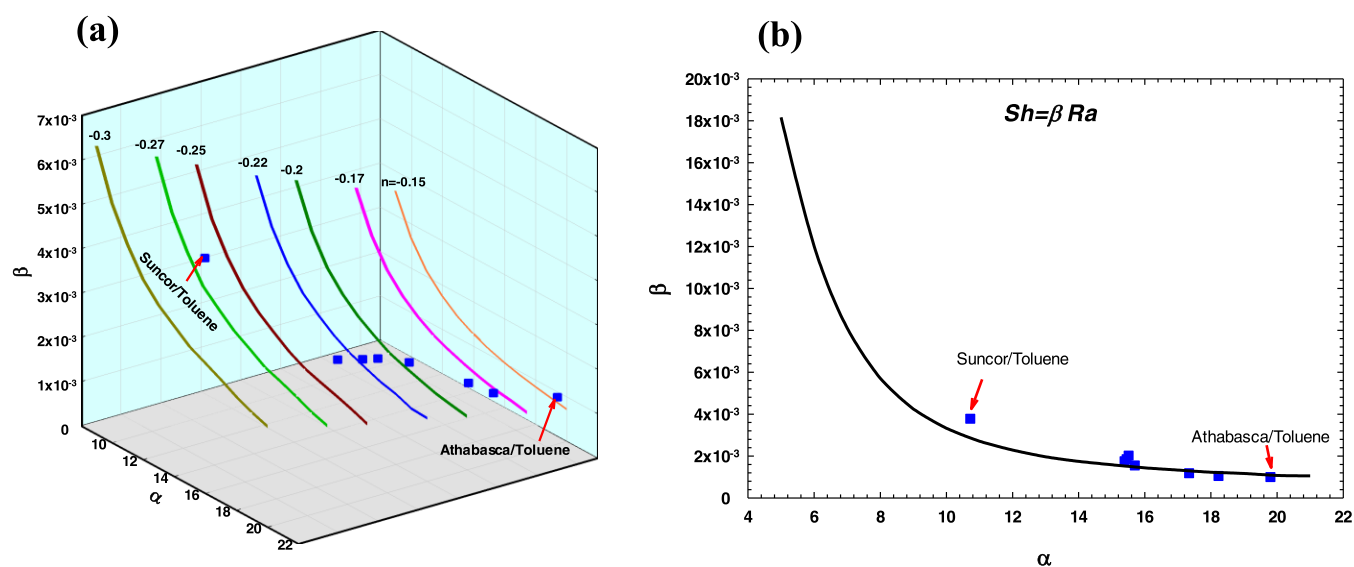 (a)
7x10⁻³
6x10⁻³
5x10⁻³
4x10⁻³
3x10⁻³
2x10⁻³
1x10⁻³
0
β
-0.3
-0.27
-0.25
-0.22
-0.2
-0.17
n=-0.15
Suncor/Toluene
Athabasca/Toluene
10
12
14
16
18
20
22
α
(b)
20x10⁻³
18x10⁻³
16x10⁻³
14x10⁻³
12x10⁻³
10x10⁻³
8x10⁻³
6x10⁻³
4x10⁻³
2x10⁻³
0
β
Sh=β Ra
Suncor/Toluene
Athabasca/Toluene
4 6 8 10 12 14 16 18 20 22
α